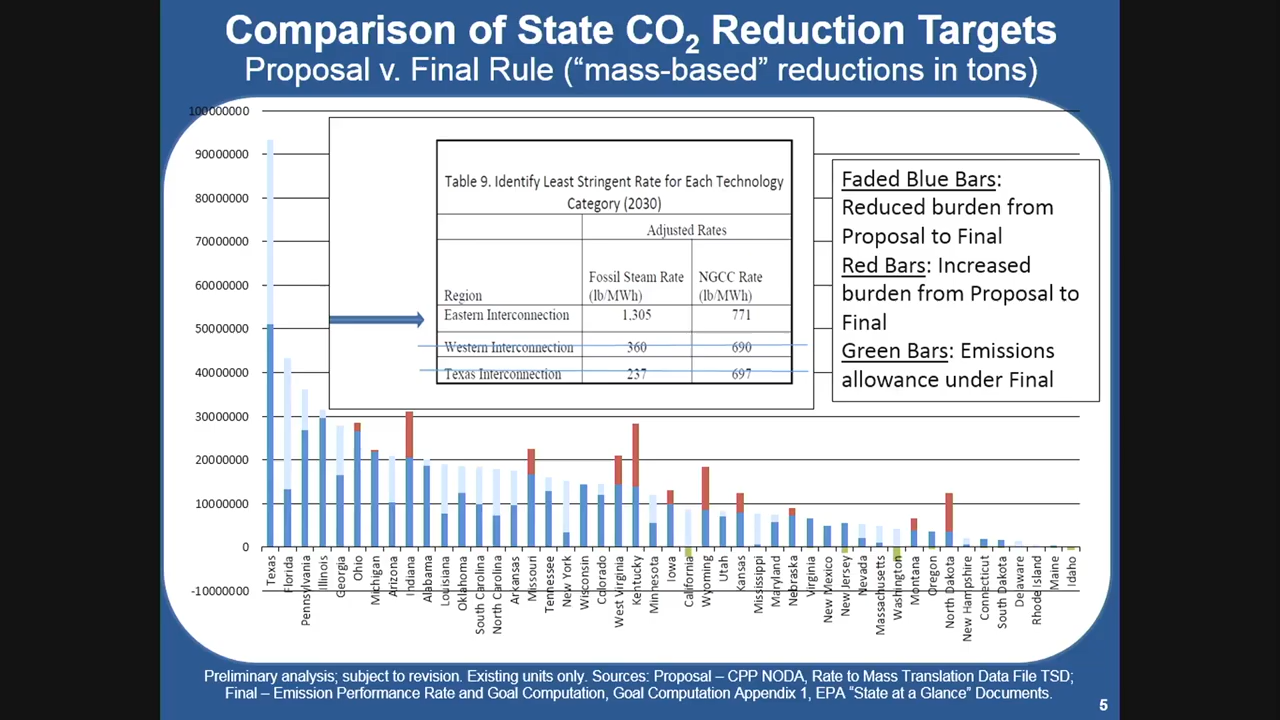 Comparison of State CO2 Reduction Targets
Proposal v. Final Rule (“mass-based” reductions in tons)
100000000
90000000
80000000
70000000
60000000
50000000
40000000
30000000
20000000
10000000
0
-10000000
Table 9. Identify Least Stringent Rate for Each Technology
Category (2030)
Adjusted Rates
Region
Fossil Steam Rate
(lb/MWh)
NGCC Rate
(lb/MWh)
Eastern Interconnection 1,305 771
Western Interconnection 360 690
Texas Interconnection 237 697
Faded Blue Bars:
Reduced burden from
Proposal to Final
Red Bars: Increased
burden from Proposal to
Final
Green Bars: Emissions
allowance under Final
Texas
Florida
Pennsylvania
Illinois
Georgia
Ohio
Michigan
Arizona
Indiana
Alabama
Louisiana
Oklahoma
South Carolina
North Carolina
Arkansas
Missouri
Tennessee
New York
Wisconsin
Colorado
West Virginia
Kentucky
Minnesota
Iowa
California
Wyoming
Utah
Kansas
Mississippi
Maryland
Nebraska
Virginia
New Mexico
New Jersey
Nevada
Massachusetts
Washington
Montana
Oregon
North Dakota
New Hampshire
Connecticut
South Dakota
Delaware
Rhode Island
Maine
Idaho
Preliminary analysis; subject to revision. Existing units only. Sources: Proposal – CPP NODA, Rate to Mass Translation Data File TSD;
Final – Emission Performance Rate and Goal Computation, Goal Computation Appendix 1, EPA “State at a Glance” Documents.
5